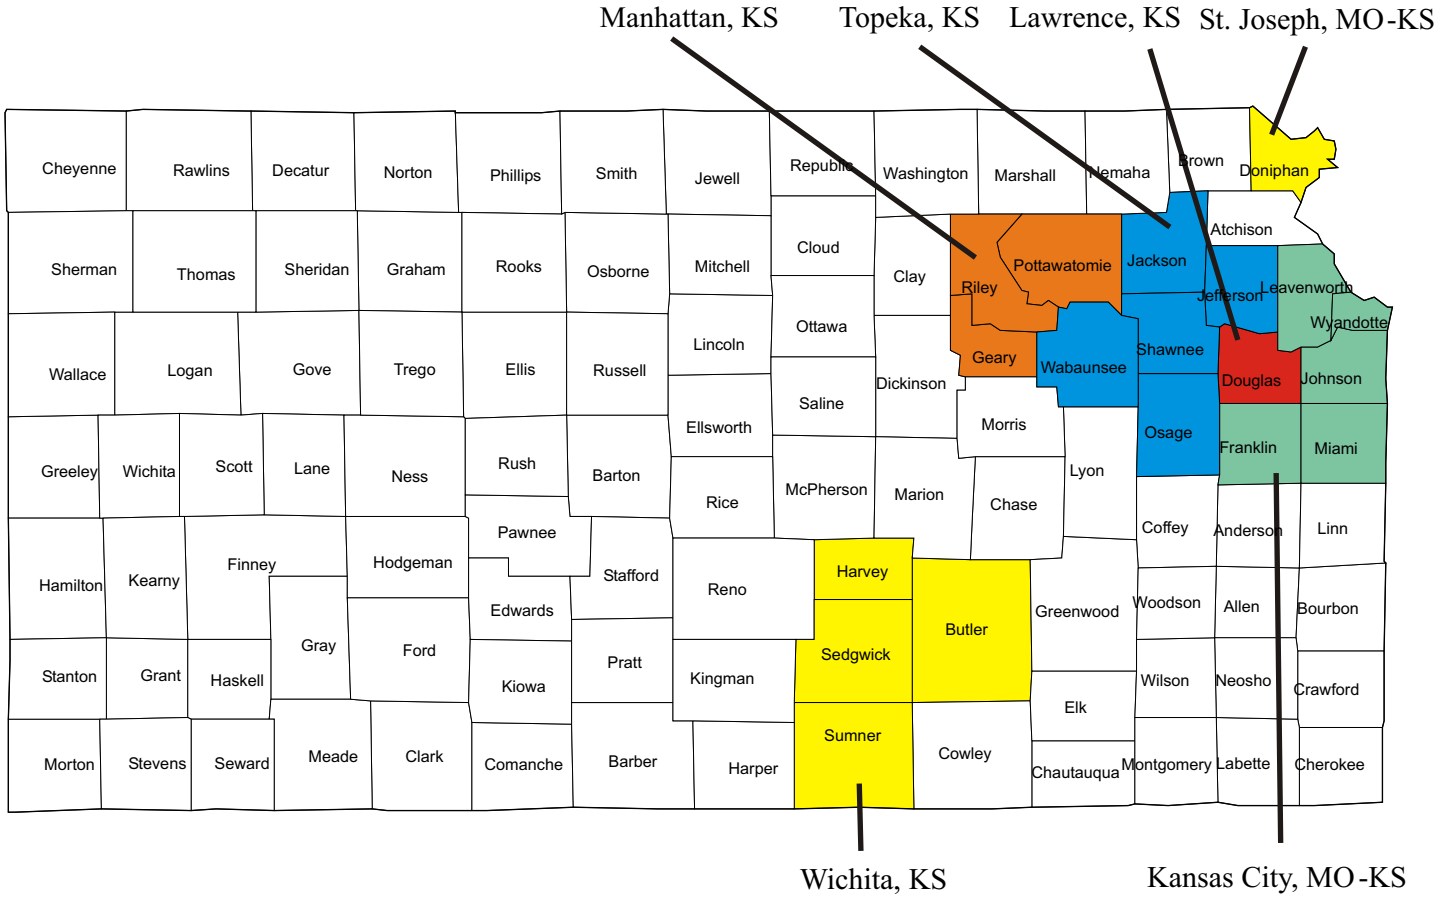 Manhattan, KS
Topeka, KS
Lawrence, KS
St. Joseph, MO-KS
Cheyenne
Rawlins
Decatur
Norton
Phillips
Smith
Jewell
Republic
Washington
Marshall
Nemaha
Brown
Doniphan
Sherman
Thomas
Sheridan
Graham
Rooks
Osborne
Mitchell
Cloud
Clay
Riley
Pottawatomie
Jackson
Atchison
Jefferson
Leavenworth
Wyandotte
Wallace
Logan
Gove
Trego
Ellis
Russell
Lincoln
Ottawa
Dickinson
Geary
Wabaunsee
Shawnee
Douglas
Johnson
Saline
Ellsworth
Morris
Osage
Franklin
Miami
Greeley
Wichita
Scott
Lane
Ness
Rush
Barton
Rice
McPherson
Marion
Chase
Lyon
Coffey
Anderson
Linn
Hamilton
Kearny
Finney
Hodgeman
Pawnee
Edwards
Stafford
Reno
Harvey
Sedgwick
Butler
Greenwood
Woodson
Allen
Bourbon
Stanton
Grant
Haskell
Gray
Ford
Kiowa
Pratt
Kingman
Sumner
Cowley
Elk
Wilson
Neosho
Crawford
Morton
Stevens
Seward
Meade
Clark
Comanche
Barber
Harper
Chautauqua
Montgomery
Labette
Cherokee
Wichita, KS
Kansas City, MO-KS